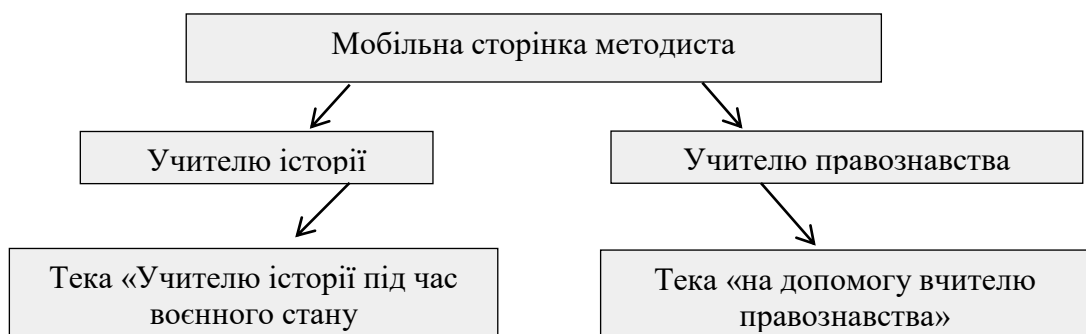 Мобільна сторінка методиста
Учителю історії
Учителю правознавства
Тека «Учителю історії під час
воєнного стану
Тека «на допомогу вчителю
правознавства»